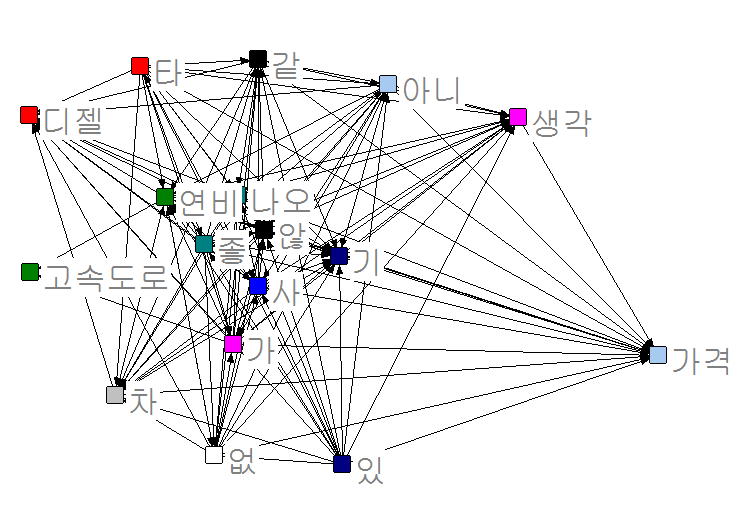 같
타
아니
디젤
생각
연비
나오
않
좋
기
고속도로
사
가
가격
차
없
있